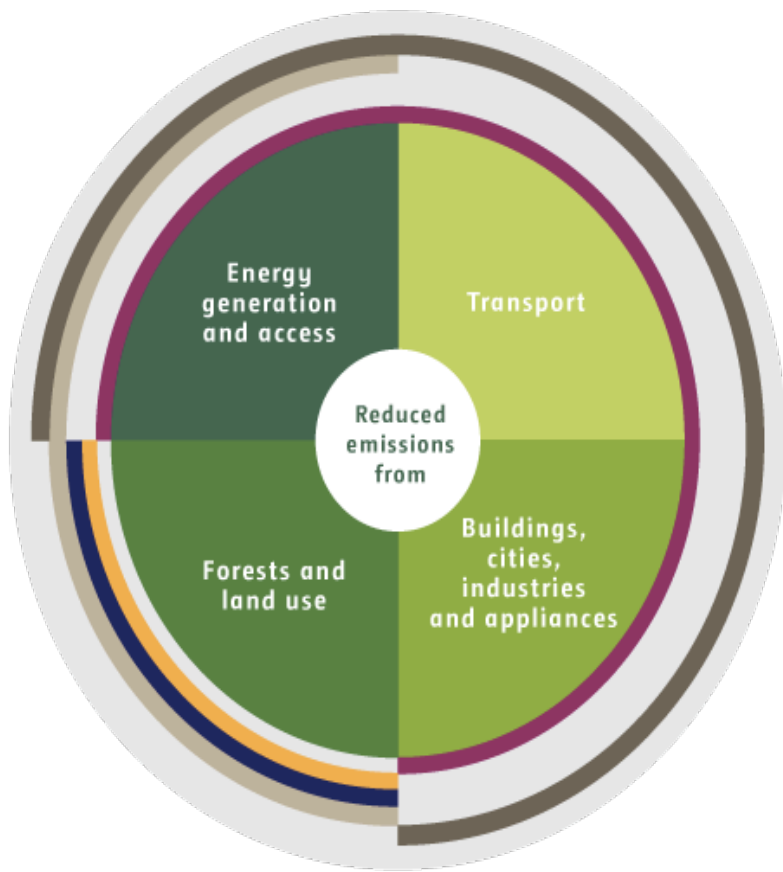 Energy
generation
and access
Transport
Reduced
emissions
from
Forests and
land use
Buildings,
cities,
industries
and appliances